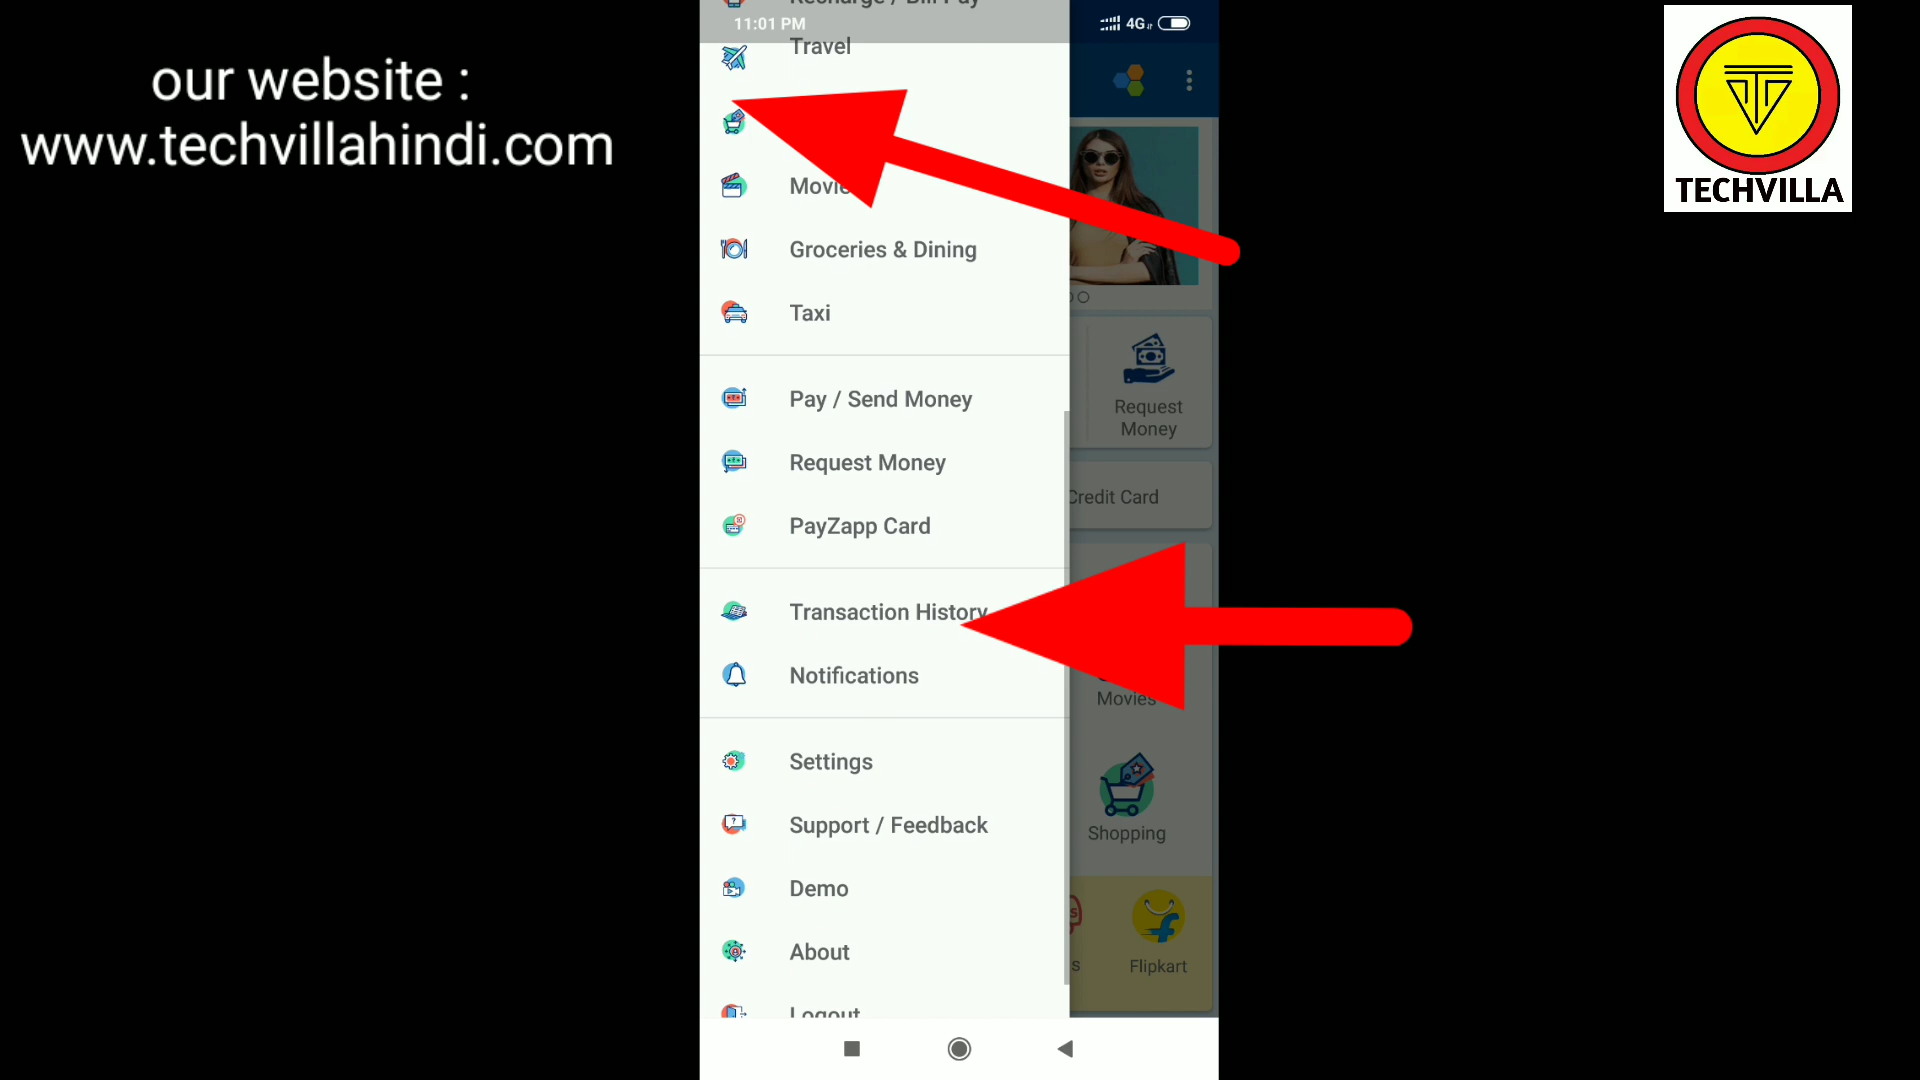 our website :
www.techvillahindi.com
11:01 PM
4G
Travel
Groceries & Dining
Taxi
Pay / Send Money
Request Money
PayZapp Card
Transaction History
Notifications
Settings
Support / Feedback
Demo
About
Logout
Request
Money
Credit Card
Movies
Shopping
Flipkart
TECHVILLA